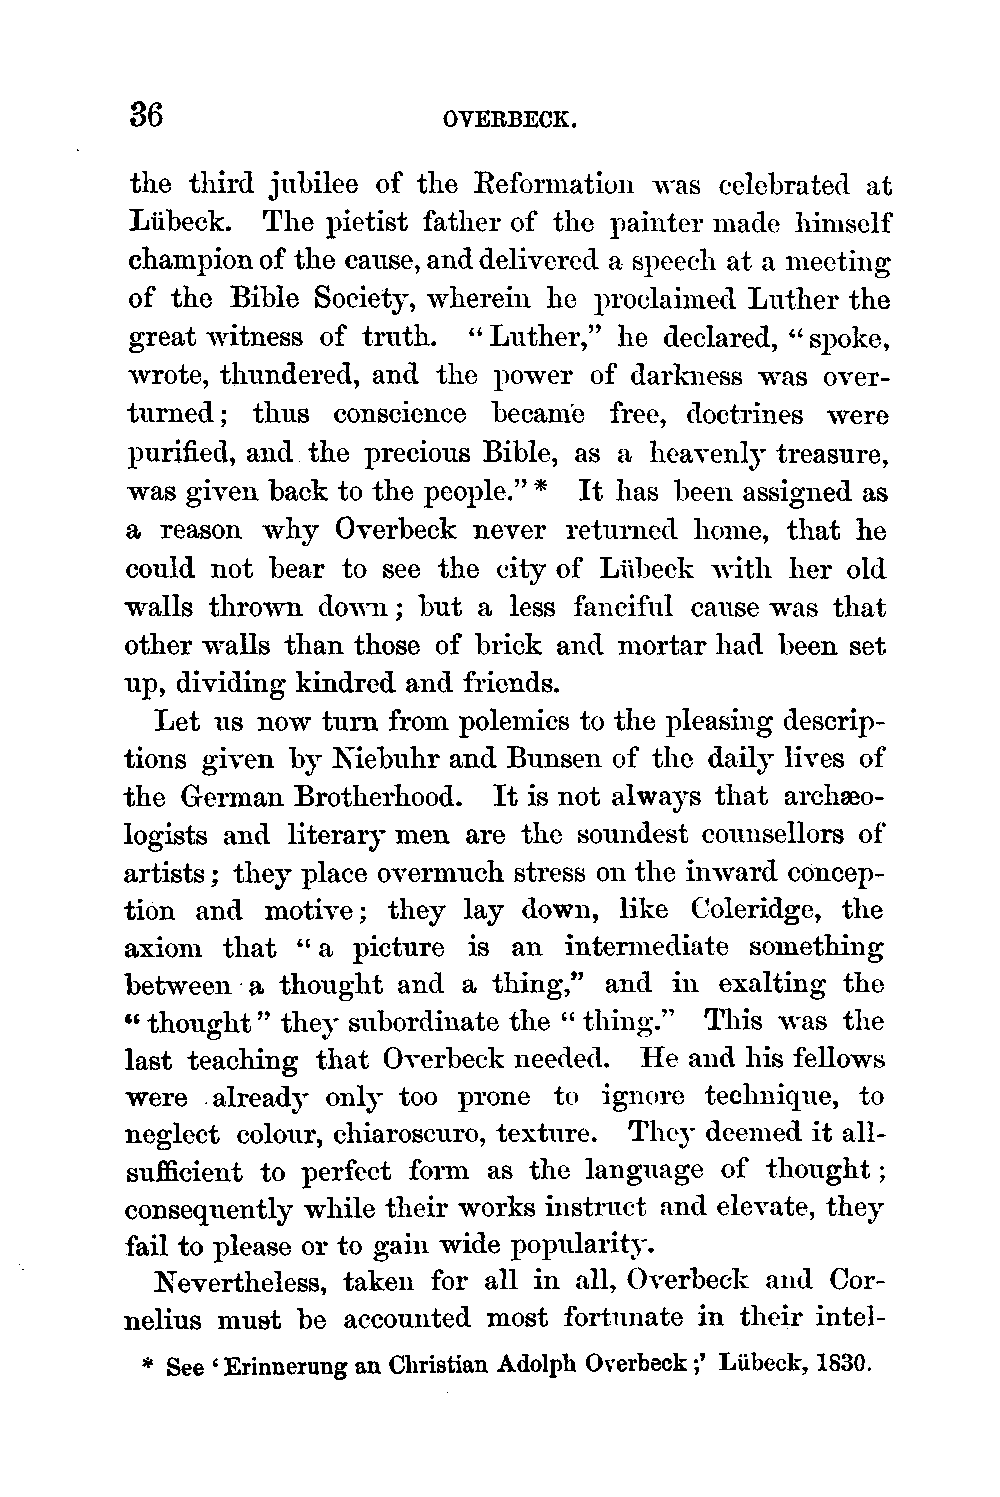 36 OVERBECK.
the third jubilee of the Reformation was celebrated at
Lübeck. The pietist father of the painter made himself
champion of the cause, and delivered a speech at a meeting
of the Bible Society, wherein he proclaimed Luther the
great witness of truth. “Luther,” he declared, “spoke,
wrote, thundered, and the power of darkness was over-
turned; thus conscience became free, doctrines were
purified, and the precious Bible, as a heavenly treasure,
was given back to the people.”* It has been assigned as
a reason why Overbeck never returned home, that he
could not bear to see the city of Lübeck with her old
walls thrown down; but a less fanciful cause was that
other walls than those of brick and mortar had been set
up, dividing kindred and friends.
Let us now turn from polemics to the pleasing descrip-
tions given by Niebuhr and Bunsen of the daily lives of
the German Brotherhood. It is not always that archæo-
logists and literary men are the soundest counsellors of
artists; they place overmuch stress on the inward concep-
tion and motive; they lay down, like Coleridge, the
axiom that “a picture is an intermediate something
between a thought and a thing,” and in exalting the
“thought” they subordinate the “thing.” This was the
last teaching that Overbeck needed. He and his fellows
were already only too prone to ignore technique, to
neglect colour, chiaroscuro, texture. They deemed it all-
sufficient to perfect form as the language of thought;
consequently while their works instruct and elevate, they
fail to please or to gain wide popularity.
Nevertheless, taken for all in all, Overbeck and Cor-
nelius must be accounted most fortunate in their intel-
* See ‘Erinnerung an Christian Adolph Overbeck;’ Lübeck, 1830.